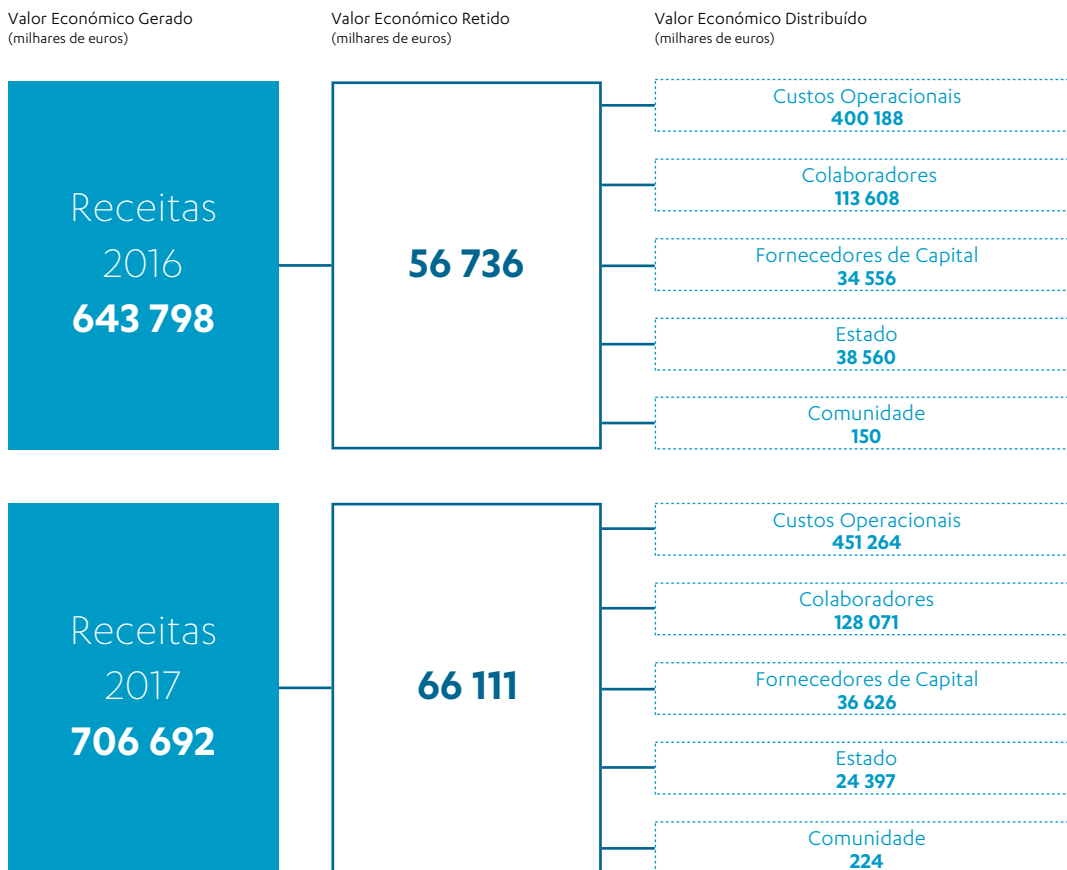 Valor Económico Gerado
(milhares de euros)
Valor Económico Retido
(milhares de euros)
Valor Económico Distribuído
(milhares de euros)
Receitas
2016
643 798
56 736
Custos Operacionais
400 188
Colaboradores
113 608
Fornecedores de Capital
34 556
Estado
38 560
Comunidade
150
Receitas
2017
706 692
66 111
Custos Operacionais
451 264
Colaboradores
128 071
Fornecedores de Capital
36 626
Estado
24 397
Comunidade
224